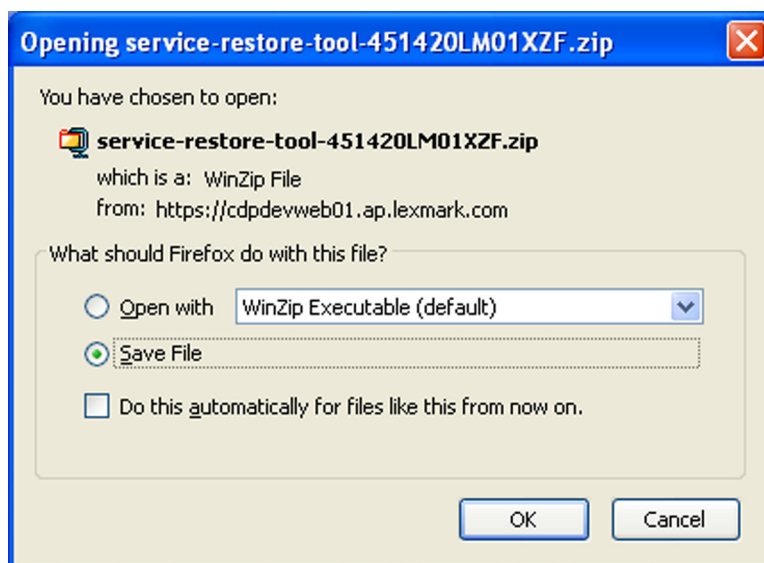 Opening service-restore-tool-451420LM01XZF.zip
You have chosen to open:
service-restore-tool-451420LM01XZF.zip
which is a: WinZip File
from: https://cdpdevweb01.ap.lexmark.com
What should Firefox do with this file?
Open with WinZip Executable (default)
Save File
Do this automatically for files like this from now on.
OK Cancel